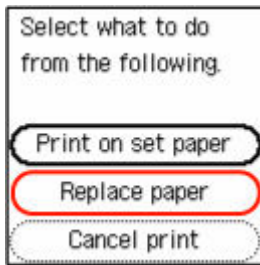 Select what to do
from the following.
Print on set paper
Replace paper
Cancel print